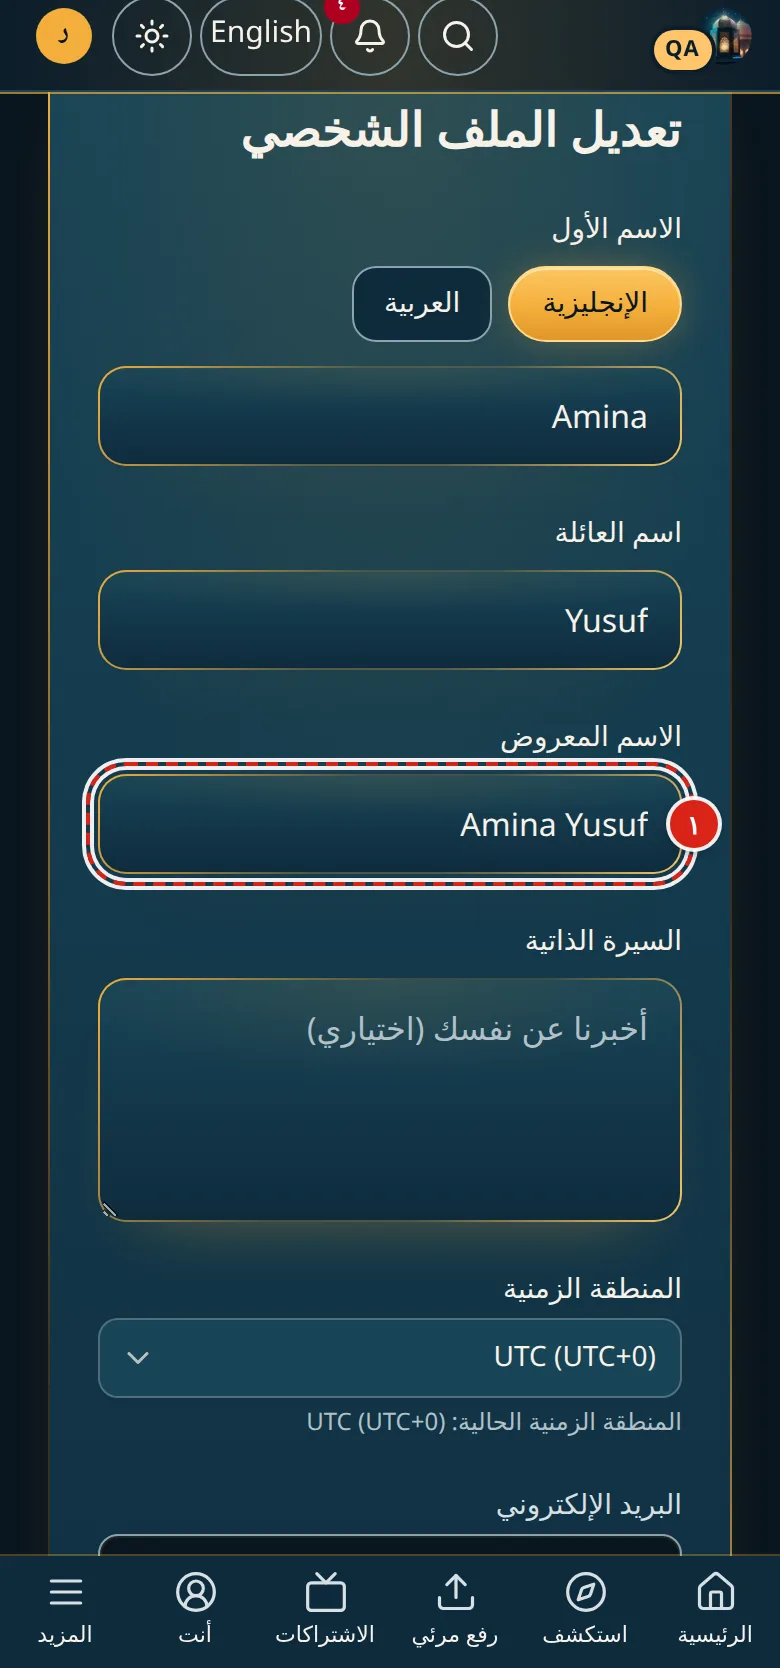 QA
٤
English
ر
تعديل الملف الشخصي
الاسم الأول
الإنجليزية
العربية
Amina
اسم العائلة
Yusuf
الاسم المعروض
Amina Yusuf
١
السيرة الذاتية
أخبرنا عن نفسك (اختياري)
المنطقة الزمنية
UTC (UTC+0)
المنطقة الزمنية الحالية: UTC (UTC+0)
البريد الإلكتروني
الرئيسية
استكشف
رفع مرئي
الاشتراكات
أنت
المزيد